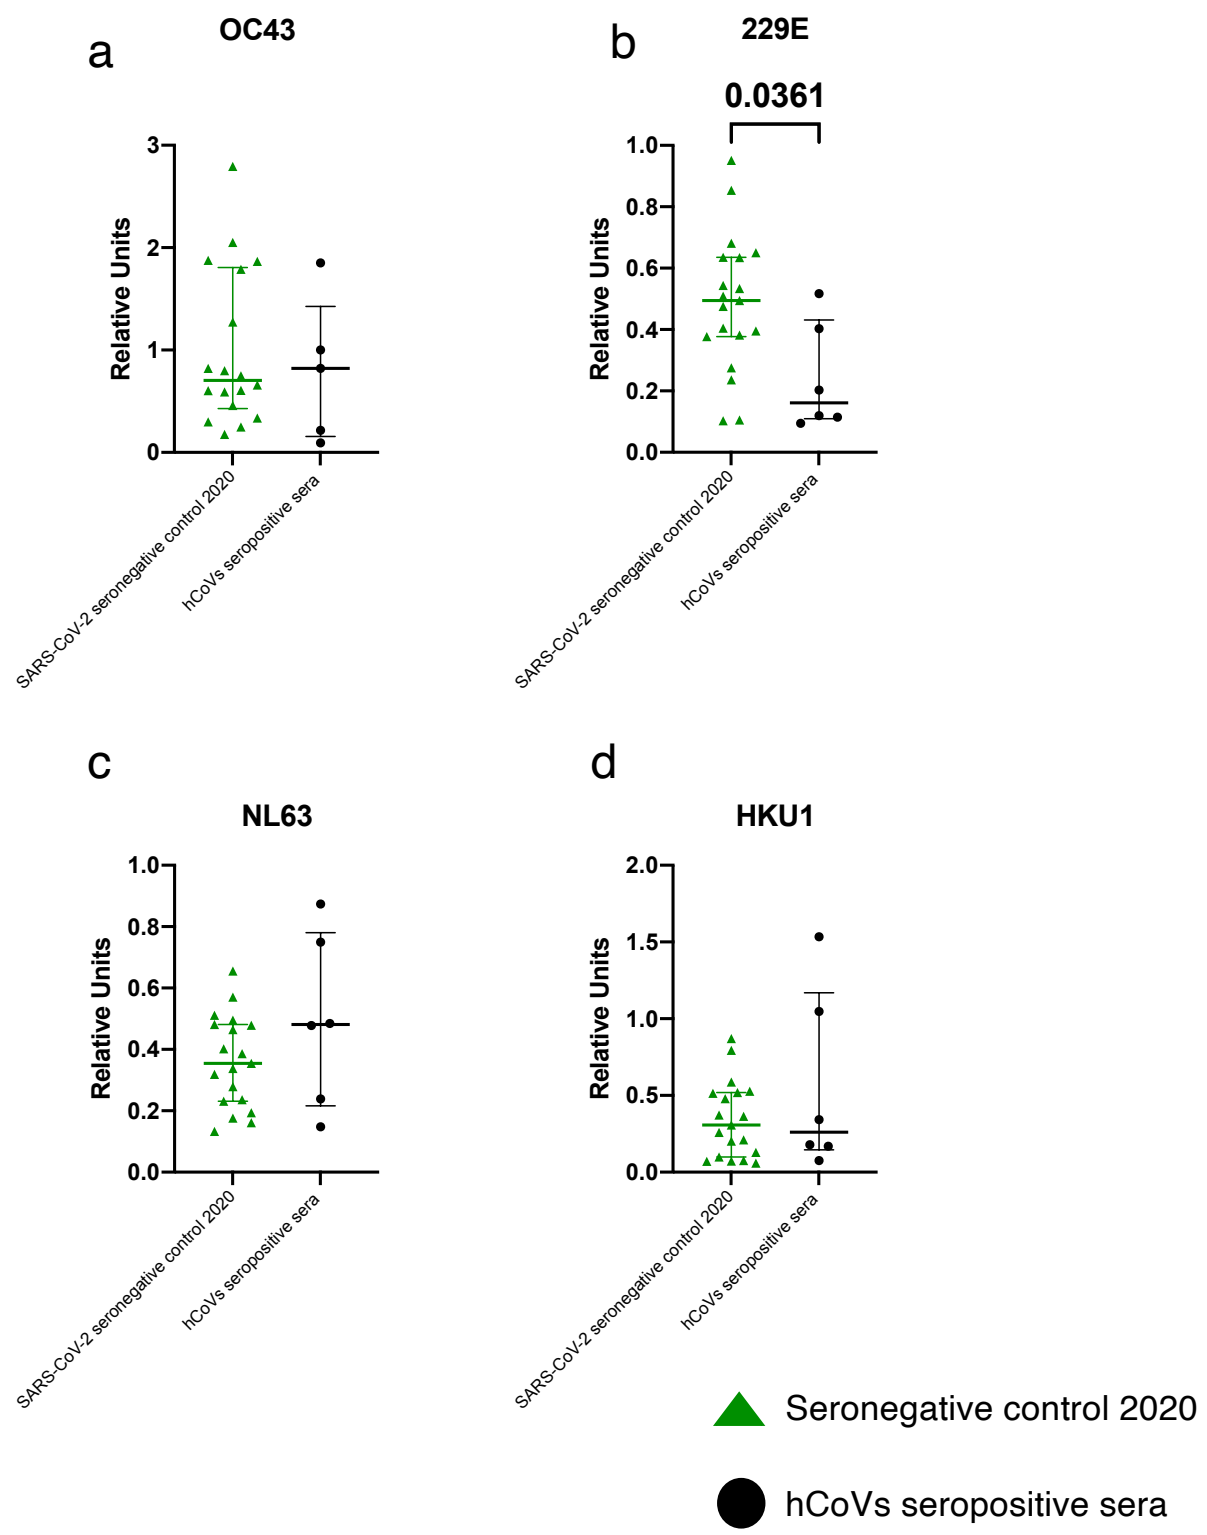 a
OC43
Relative Units
3
2
1
0
SARS-CoV-2 seronegative control 2020
hCoVs seropositive sera
b
229E
0.0361
Relative Units
1.0
0.8
0.6
0.4
0.2
0.0
SARS-CoV-2 seronegative control 2020
hCoVs seropositive sera
c
NL63
Relative Units
1.0
0.8
0.6
0.4
0.2
0.0
SARS-CoV-2 seronegative control 2020
hCoVs seropositive sera
d
HKU1
Relative Units
2.0
1.5
1.0
0.5
0.0
SARS-CoV-2 seronegative control 2020
hCoVs seropositive sera
Seronegative control 2020
hCoVs seropositive sera